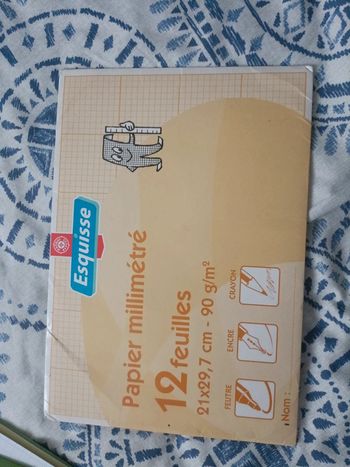 Esquisse
Papier millimétré
12 feuilles
21x29,7 cm - 90 g/m²
FEUTRE
ENCRE
CRAYON
Nom :